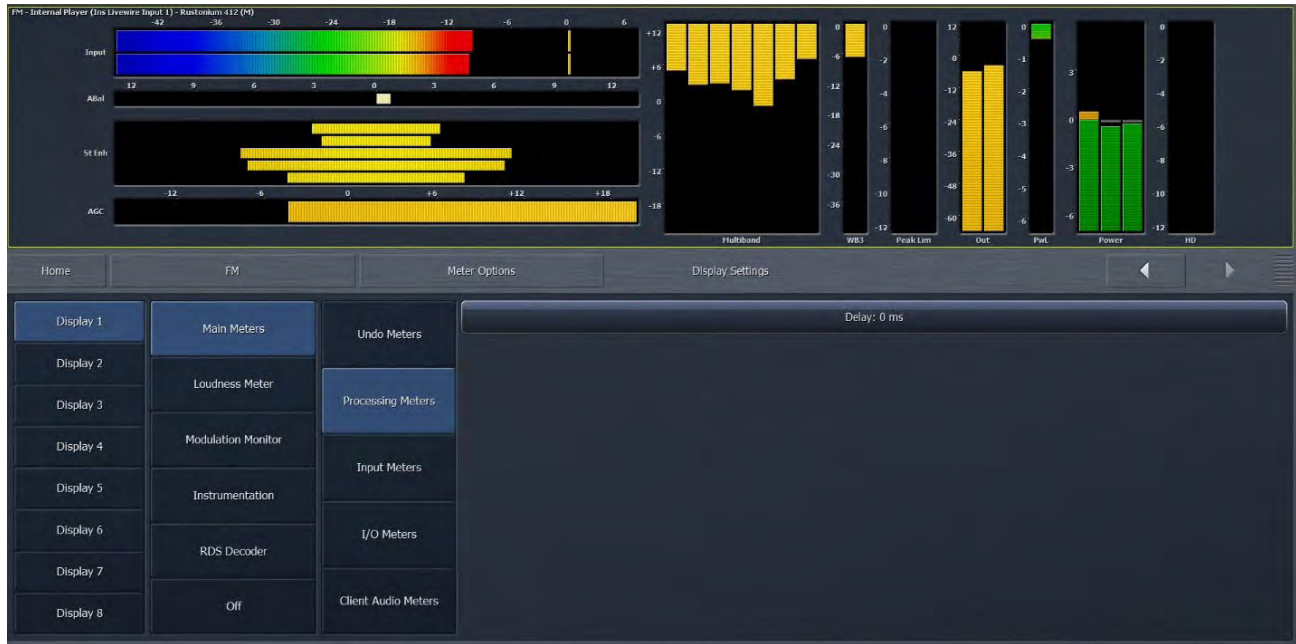 FM - Internal Player (Ins Livewire Input 1) - Rustonium 412 (M)
-42 -36 -30 -24 -18 -12 -6 0 6
Input
12 9 6 3 0 3 6 9 12
ABal
St Enh
-12 -6 0 +6 +12 +18
AGC
+12
+6
0
-6
-12
-18
Multiband
0
-6
-12
-18
-24
-30
-36
WB3
0
-2
-4
-6
-8
-10
-12
Peak Lim
12
0
-12
-24
-36
-48
-60
Out
0
-1
-2
-3
-4
-5
-6
PwL
3
0
-3
-6
Power
0
-2
-4
-6
-8
-10
-12
HD
Home FM Meter Options Display Settings
Display 1
Display 2
Display 3
Display 4
Display 5
Display 6
Display 7
Display 8
Main Meters
Loudness Meter
Modulation Monitor
Instrumentation
RDS Decoder
Off
Undo Meters
Processing Meters
Input Meters
I/O Meters
Client Audio Meters
Delay: 0 ms